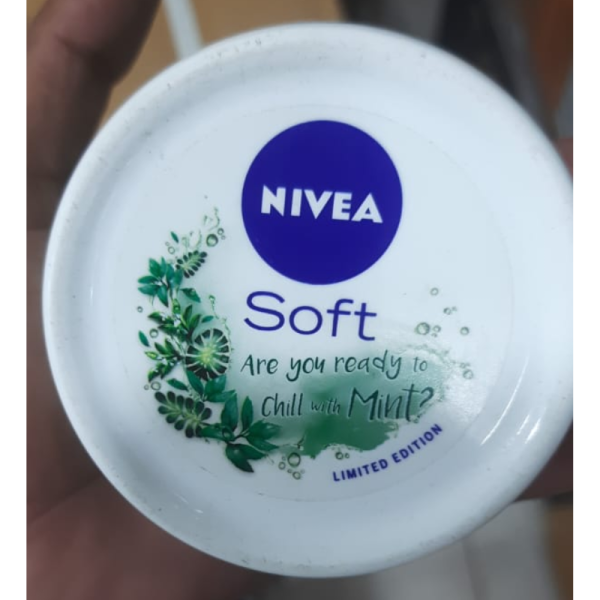 NIVEA
Soft
Are you ready to
Chill with Mint?
LIMITED EDITION